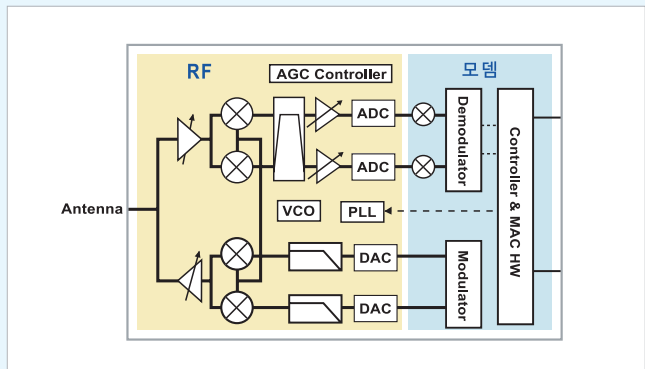 RF
모뎀
AGC Controller
ADC
ADC
Demodulator
Controller & MAC HW
Antenna
VCO
PLL
DAC
DAC
Modulator